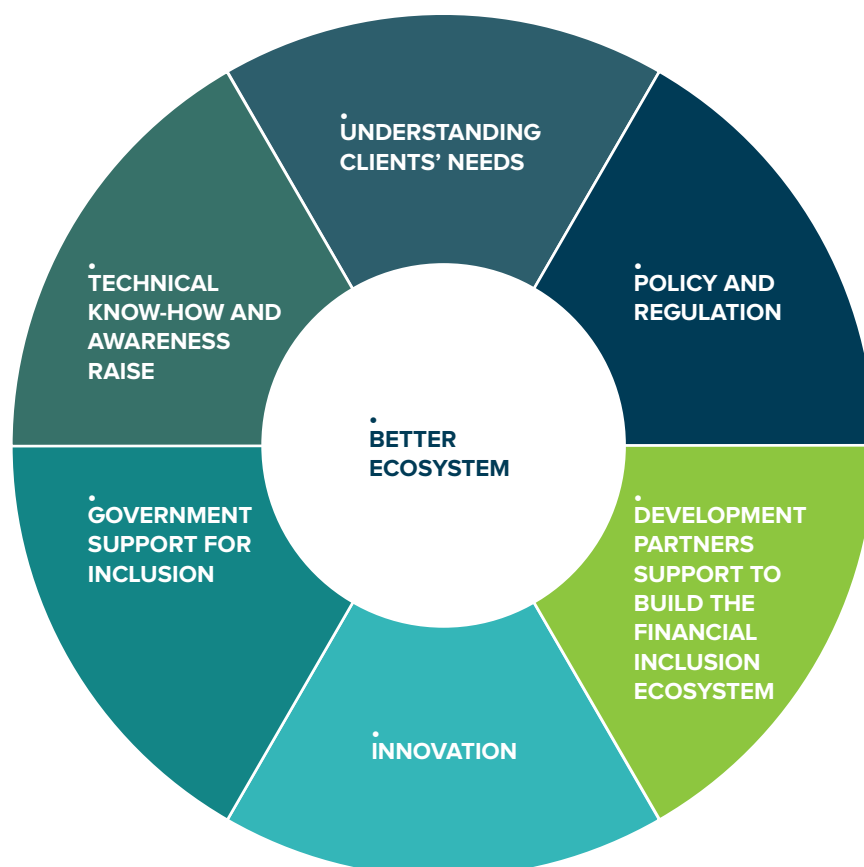 UNDERSTANDING
CLIENTS’ NEEDS
POLICY AND
REGULATION
DEVELOPMENT
PARTNERS
SUPPORT TO
BUILD THE
FINANCIAL
INCLUSION
ECOSYSTEM
INNOVATION
GOVERNMENT
SUPPORT FOR
INCLUSION
TECHNICAL
KNOW-HOW AND
AWARENESS
RAISE
BETTER
ECOSYSTEM